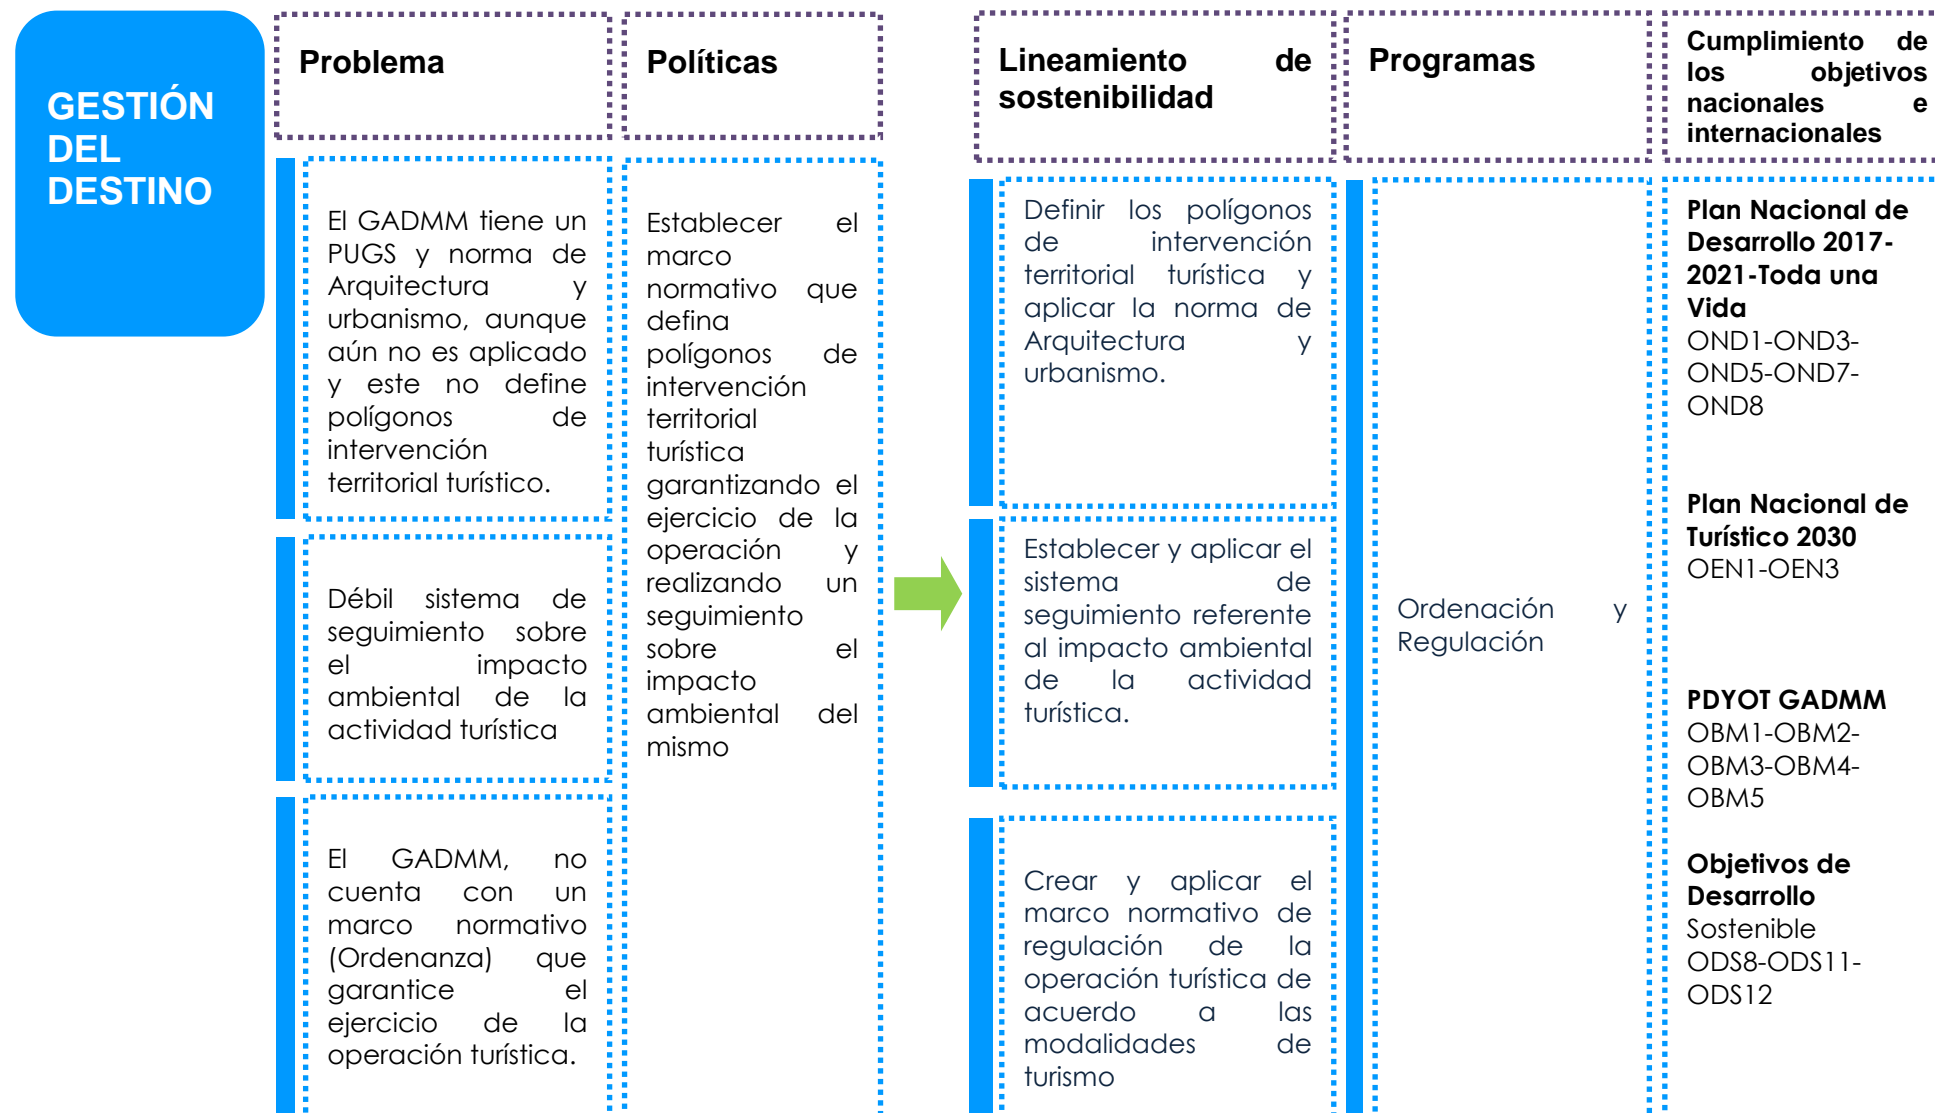 GESTIÓN
DEL
DESTINO
Problema
El GADMM tiene un
PUGS y norma de
Arquitectura y
urbanismo, aunque
aún no es aplicado
y este no define
polígonos de
intervención
territorial turístico.
Débil sistema de
seguimiento sobre
el impacto
ambiental de la
actividad turística
El GADMM, no
cuenta con un
marco normativo
(Ordenanza) que
garantice el
ejercicio de la
operación turística.
Políticas
Establecer el
marco
normativo que
defina
polígonos de
intervención
territorial
turística
garantizando el
ejercicio de la
operación y
realizando un
seguimiento
sobre el
impacto
ambiental del
mismo
Lineamiento de
sostenibilidad
Definir los polígonos
de intervención
territorial turística y
aplicar la norma de
Arquitectura y
urbanismo.
Establecer y aplicar el
sistema de
seguimiento referente
al impacto ambiental
de la actividad
turística.
Crear y aplicar el
marco normativo de
regulación de la
operación turística de
acuerdo a las
modalidades de
turismo
Programas
Ordenación y
Regulación
Cumplimiento de
los objetivos
nacionales e
internacionales
Plan Nacional de
Desarrollo 2017-
2021-Toda una
Vida
OND1-OND3-
OND5-OND7-
OND8
Plan Nacional de
Turístico 2030
OEN1-OEN3
PDYOT GADMM
OBM1-OBM2-
OBM3-OBM4-
OBM5
Objetivos de
Desarrollo
Sostenible
ODS8-ODS11-
ODS12